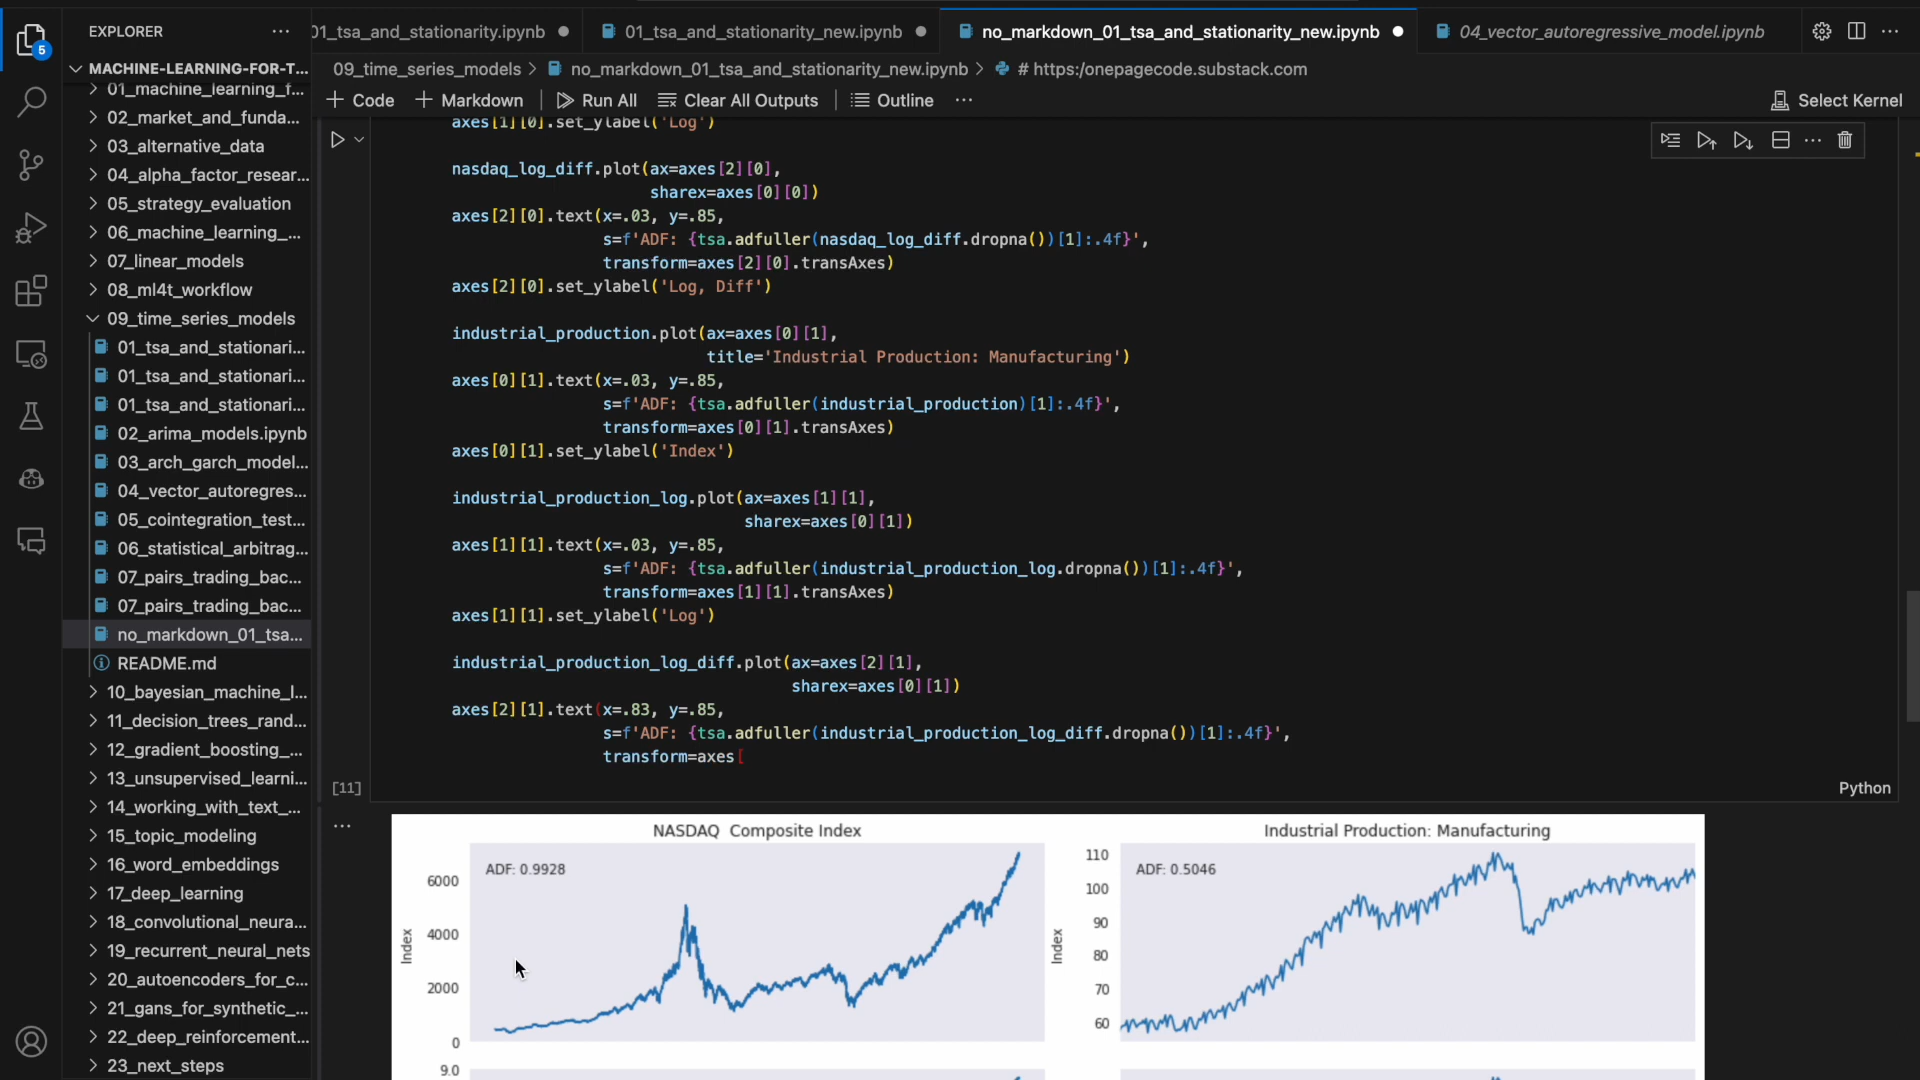 EXPLORER
01_tsa_and_stationarity.ipynb
01_tsa_and_stationarity_new.ipynb
no_markdown_01_tsa_and_stationarity_new.ipynb
04_vector_autoregressive_model.ipynb
5
MACHINE-LEARNING-FOR-T...
01_machine_learning_f...
02_market_and_funda...
03_alternative_data
04_alpha_factor_resear...
05_strategy_evaluation
06_machine_learning_...
07_linear_models
08_ml4t_workflow
09_time_series_models
01_tsa_and_stationari...
01_tsa_and_stationari...
01_tsa_and_stationari...
02_arima_models.ipynb
03_arch_garch_model...
04_vector_autoregres...
05_cointegration_test...
06_statistical_arbitrag...
07_pairs_trading_bac...
07_pairs_trading_bac...
no_markdown_01_tsa...
README.md
10_bayesian_machine_l...
11_decision_trees_rand...
12_gradient_boosting_...
13_unsupervised_learni...
14_working_with_text_...
15_topic_modeling
16_word_embeddings
17_deep_learning
18_convolutional_neura...
19_recurrent_neural_nets
20_autoencoders_for_c...
21_gans_for_synthetic_...
22_deep_reinforcement...
23_next_steps
09_time_series_models > no_markdown_01_tsa_and_stationarity_new.ipynb > # https:/onepagecode.substack.com
+ Code + Markdown Run All Clear All Outputs Outline ... Select Kernel
axes[1][0].set_ylabel('Log')
nasdaq_log_diff.plot(ax=axes[2][0],
sharex=axes[0][0])
axes[2][0].text(x=.03, y=.85,
s=f'ADF: {tsa.adfuller(nasdaq_log_diff.dropna())[1]:.4f}',
transform=axes[2][0].transAxes)
axes[2][0].set_ylabel('Log, Diff')
industrial_production.plot(ax=axes[0][1],
title='Industrial Production: Manufacturing')
axes[0][1].text(x=.03, y=.85,
s=f'ADF: {tsa.adfuller(industrial_production)[1]:.4f}',
transform=axes[0][1].transAxes)
axes[0][1].set_ylabel('Index')
industrial_production_log.plot(ax=axes[1][1],
sharex=axes[0][1])
axes[1][1].text(x=.03, y=.85,
s=f'ADF: {tsa.adfuller(industrial_production_log.dropna())[1]:.4f}',
transform=axes[1][1].transAxes)
axes[1][1].set_ylabel('Log')
industrial_production_log_diff.plot(ax=axes[2][1],
sharex=axes[0][1])
axes[2][1].text(x=.83, y=.85,
s=f'ADF: {tsa.adfuller(industrial_production_log_diff.dropna())[1]:.4f}',
transform=axes[
[11]
Python
NASDAQ Composite Index
ADF: 0.9928
Index
6000
4000
2000
0
9.0
Industrial Production: Manufacturing
ADF: 0.5046
Index
110
100
90
80
70
60